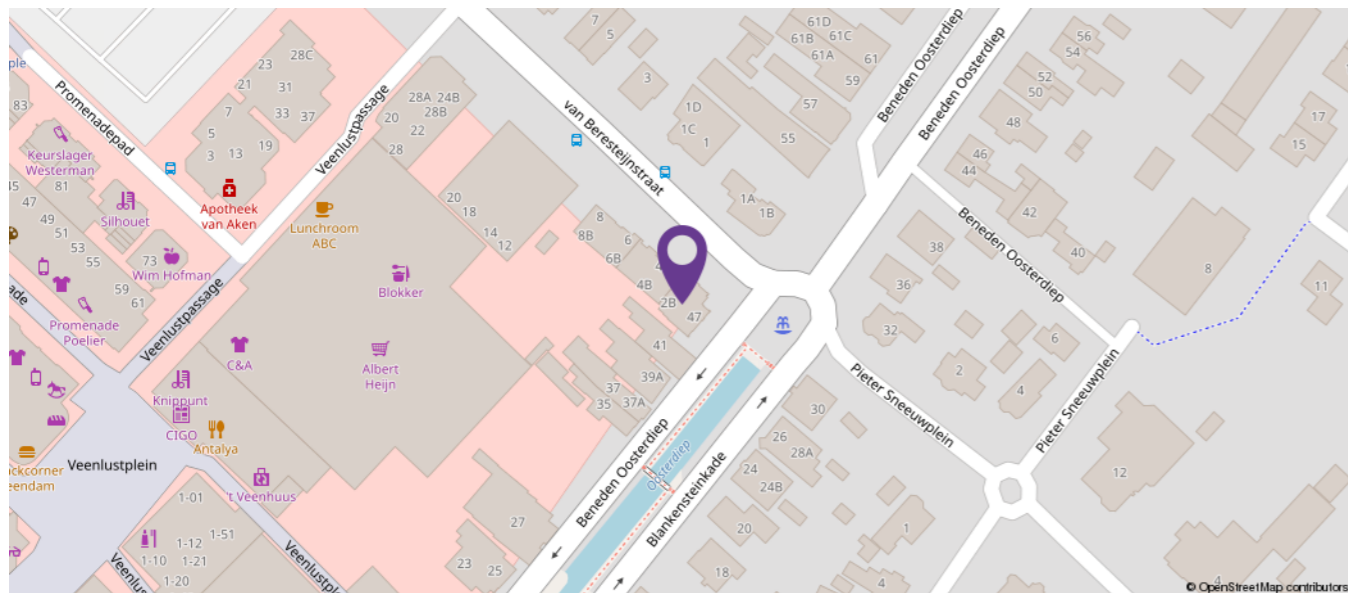 7
5
61D
61B
61C
61A
61
59
56
54
23
28C
21
31
33
37
7
5
3
13
19
3
28A
24B
28B
20
22
28
1D
1C
1
57
55
52
50
48
46
44
42
40
38
17
15
ple
83
Promenadepad
Veenlustpassage
van Beresteijnstraat
Beneden Oosterdiep
Beneden Oosterdiep
Beneden Oosterdiep
Keurslager
Westerman
81
45
47
49
51
53
55
Silhouet
Apotheek
van Aken
Lunchroom
ABC
20
18
14
12
1A
1B
8
8B
6
6B
4B
2B
47
73
Wim Hofman
59
61
Blokker
36
32
8
11
ade
Promenade
Poelier
Veenlustpassage
C&A
Albert
Heijn
41
39A
37
37A
35
2
4
6
Pieter Sneeuwplein
Pieter Sneeuwplein
Knippunt
CIGO
Antalya
30
26
28A
24
24B
12
ckcorner
eendam
Veenlustplein
't Veenhuus
Beneden Oosterdiep
Oosterdiep
Blankensteinkade
1-01
1-51
1-12
1-10
1-21
1-20
27
23
25
20
18
1
4
4
Veenlus
Veenlustplein
© OpenStreetMap contributors